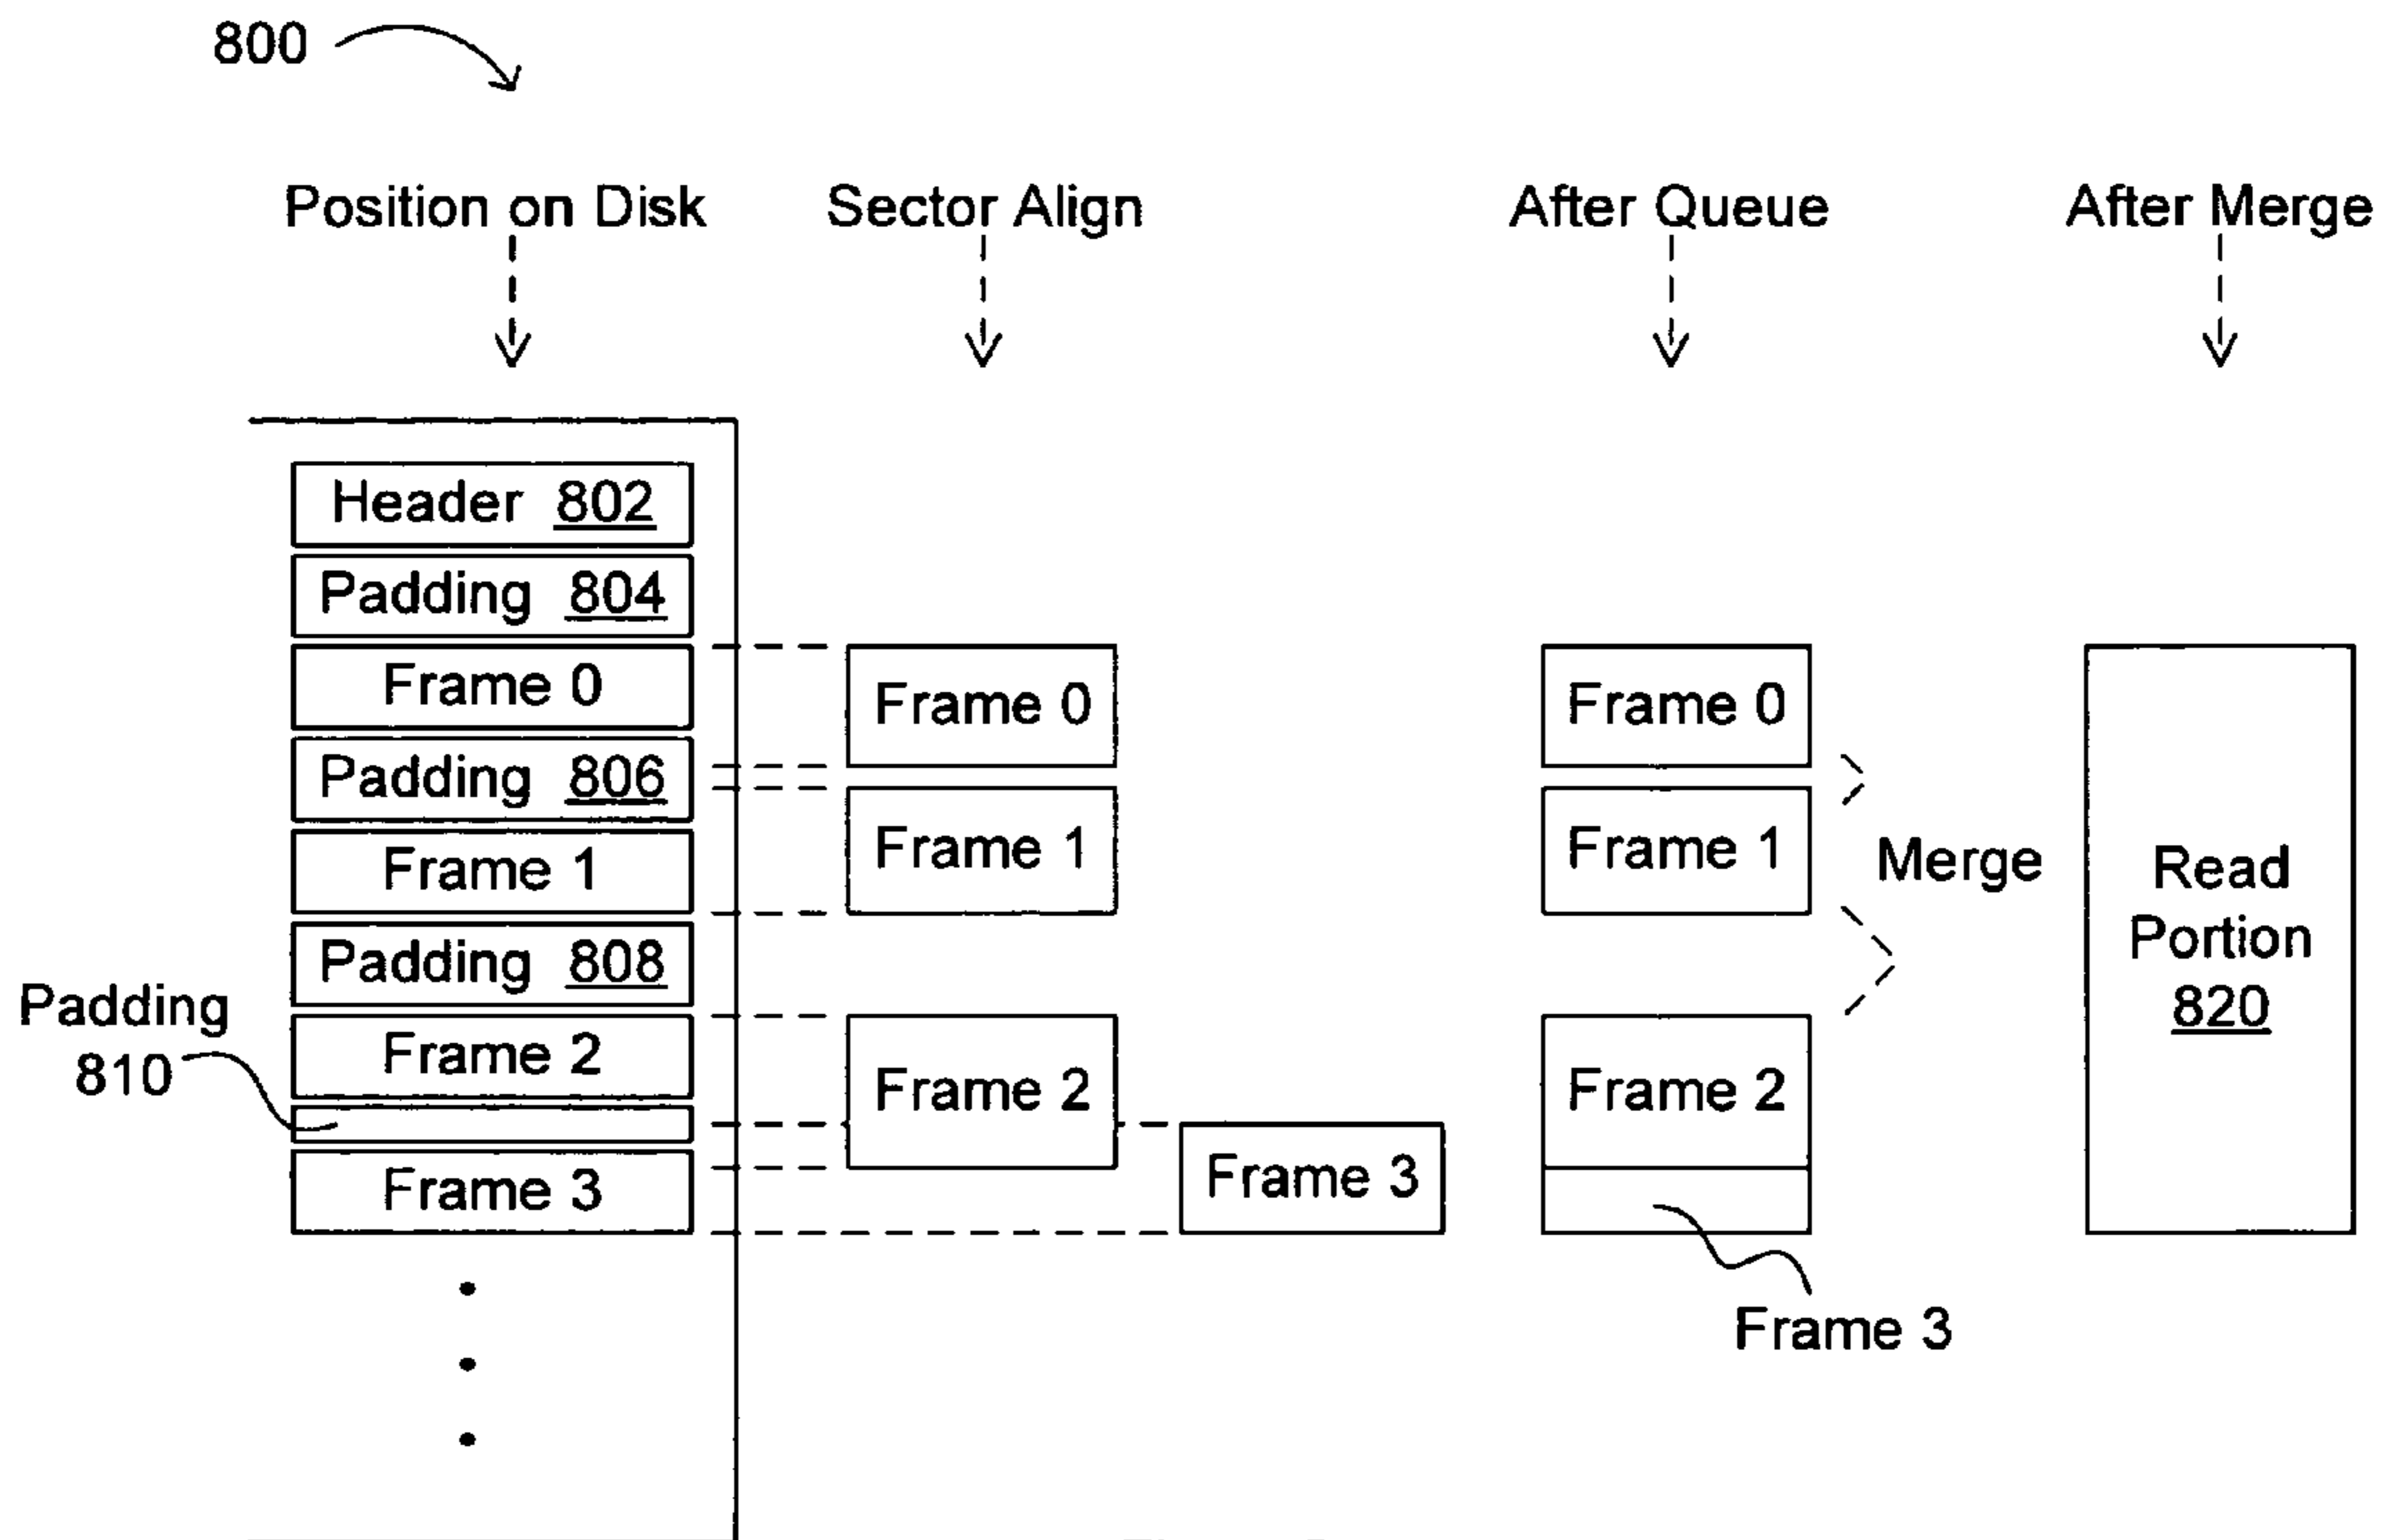 800
Position on Disk
Sector Align
After Queue
After Merge
Header 802
Padding 804
Frame 0
Padding 806
Frame 1
Padding 808
Padding
810
Frame 2
Frame 3
Frame 0
Frame 1
Frame 2
Frame 3
Frame 0
Frame 1
Frame 2
Frame 3
Merge
Read
Portion
820